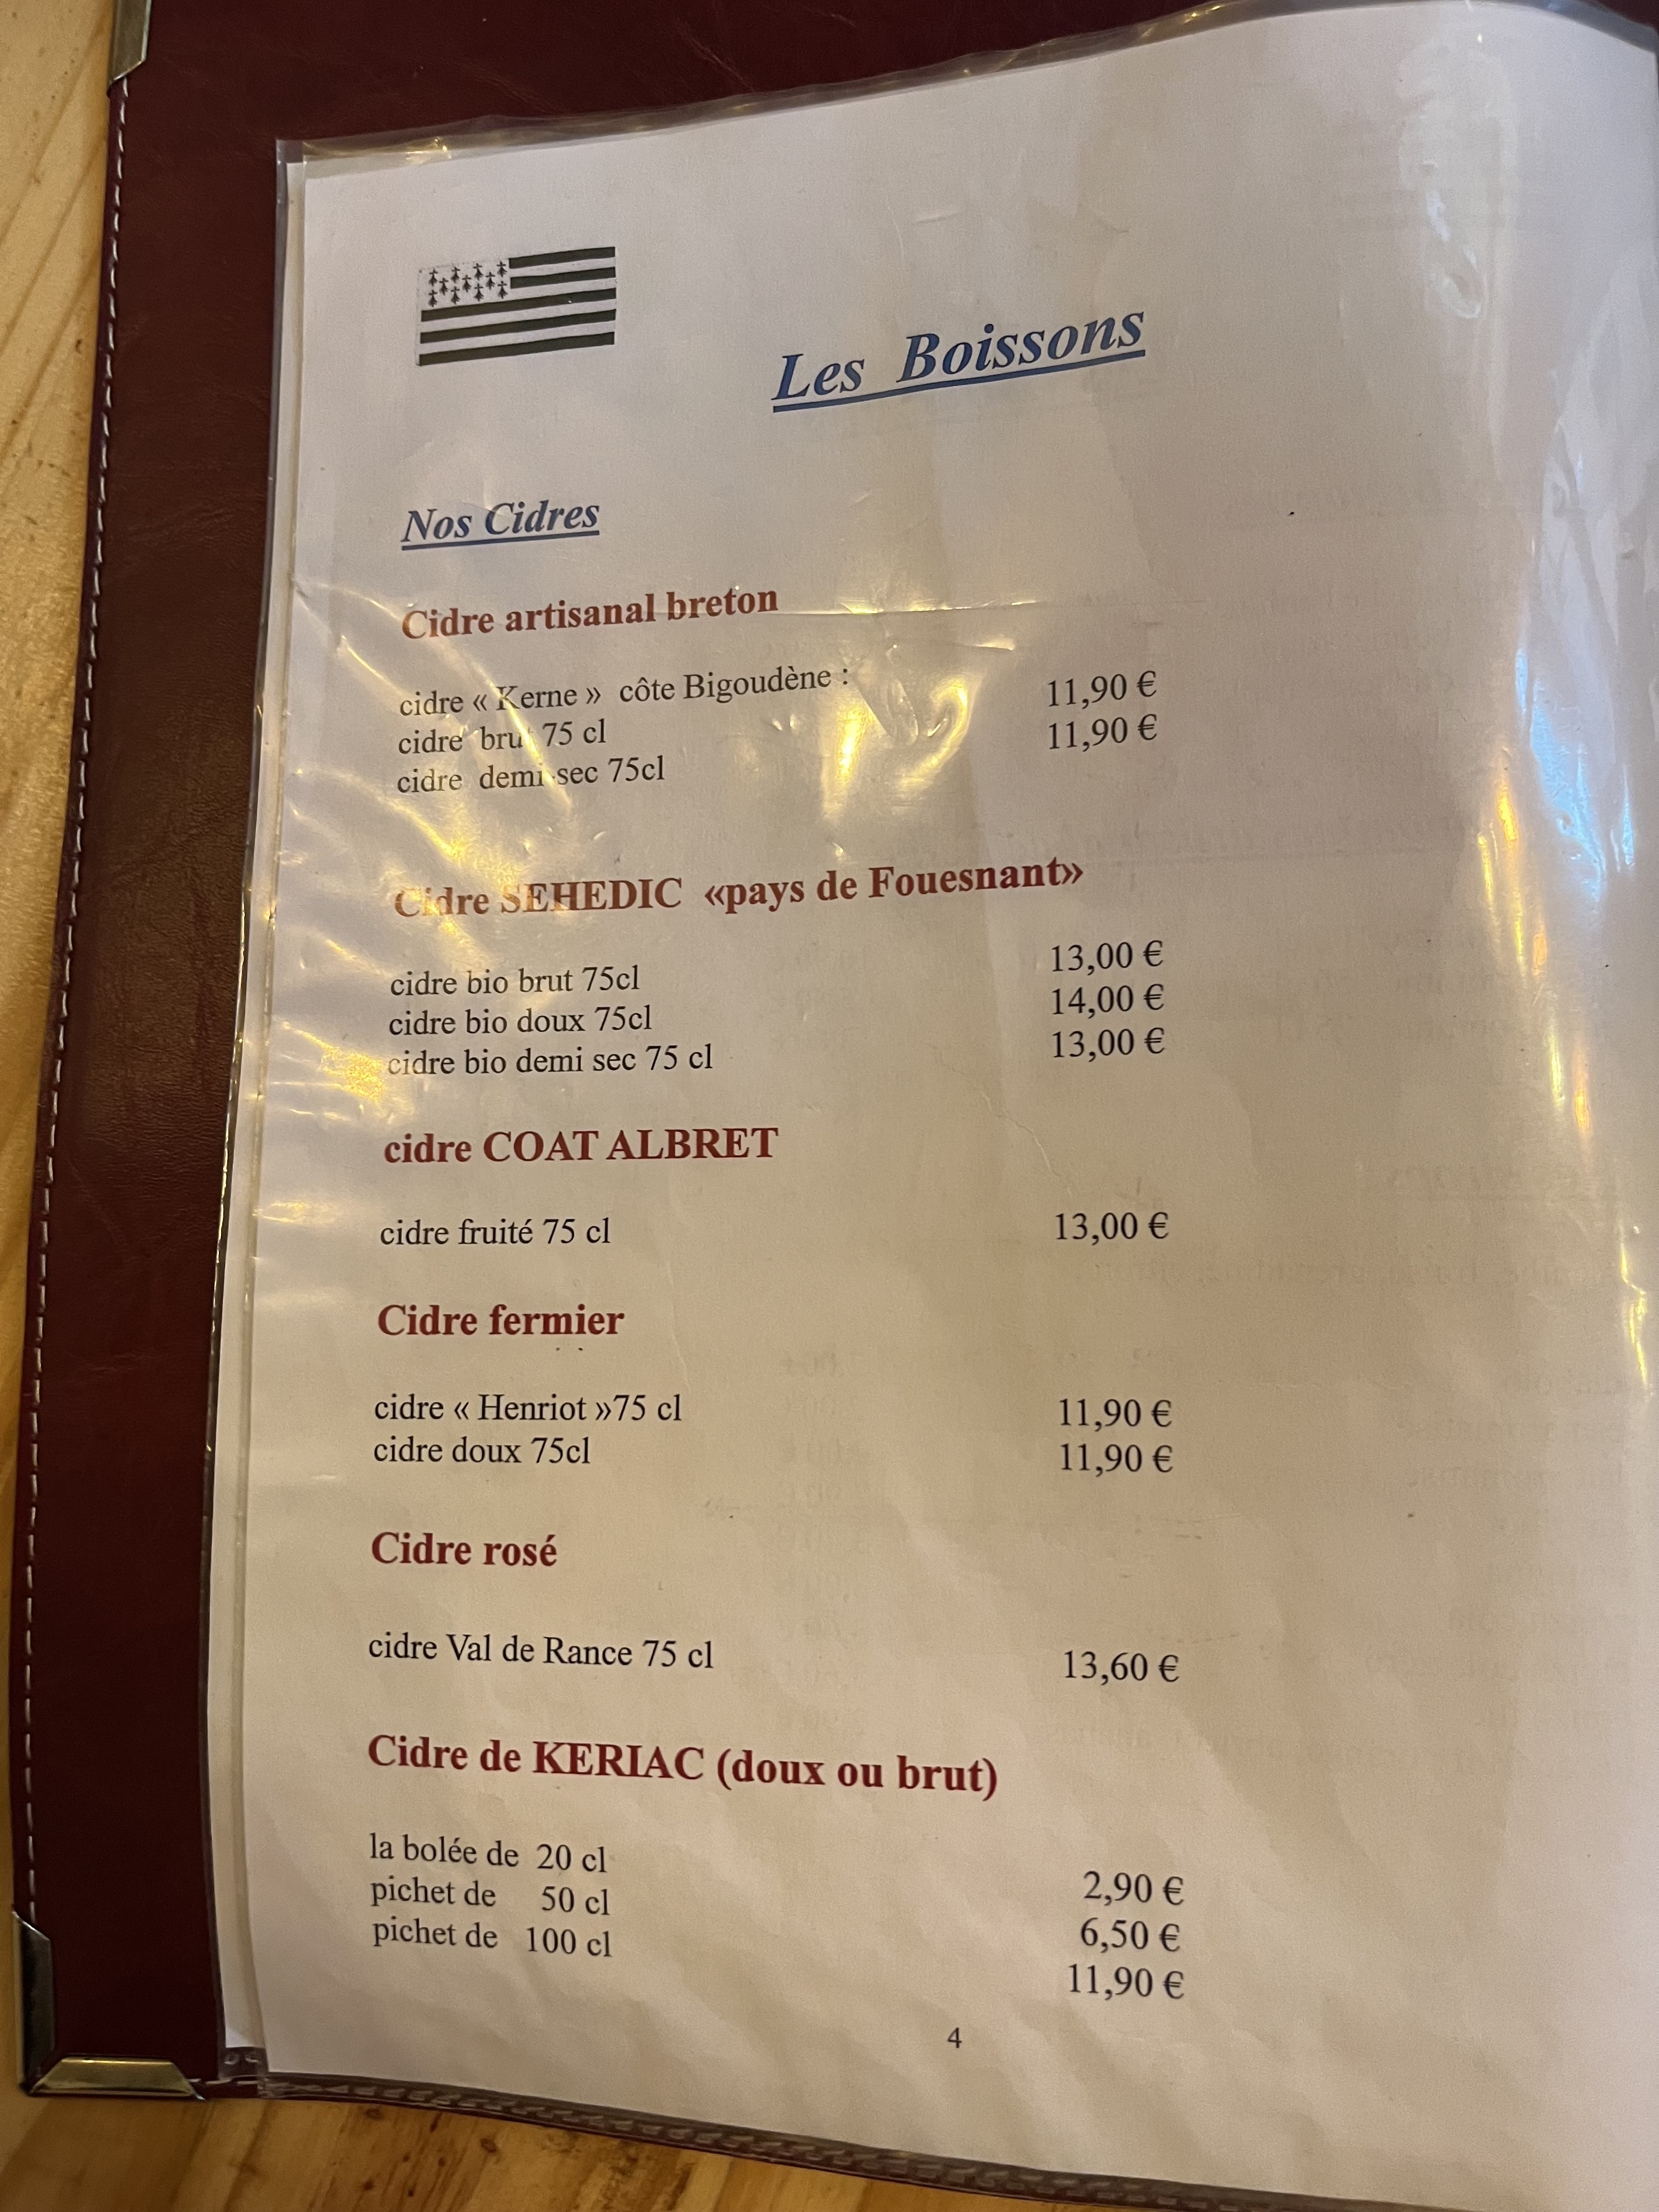 Les Boissons
Nos Cidres
Cidre artisanal breton
cidre « Kerne » côte Bigoudène :
cidre brut 75 cl 11,90 €
cidre demi sec 75cl 11,90 €
Cidre SEHEDIC «pays de Fouesnant»
cidre bio brut 75cl 13,00 €
cidre bio doux 75cl 14,00 €
cidre bio demi sec 75 cl 13,00 €
cidre COAT ALBRET
cidre fruité 75 cl 13,00 €
Cidre fermier
cidre « Henriot »75 cl 11,90 €
cidre doux 75cl 11,90 €
Cidre rosé
cidre Val de Rance 75 cl 13,60 €
Cidre de KERIAC (doux ou brut)
la bolée de 20 cl 2,90 €
pichet de 50 cl 6,50 €
pichet de 100 cl 11,90 €
4